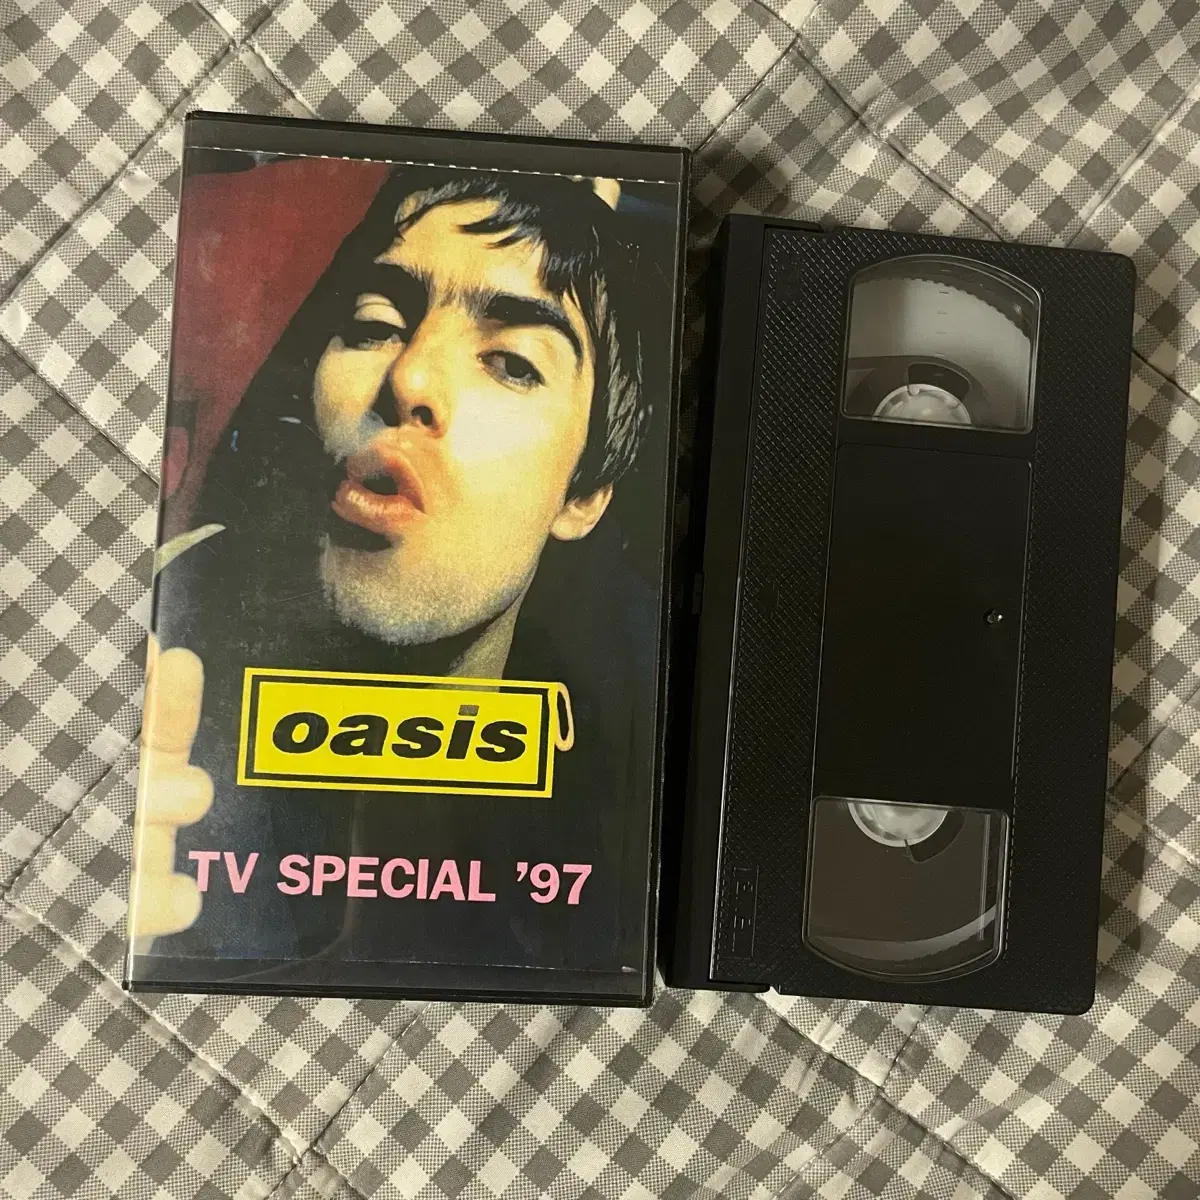 oasis
TV SPECIAL ’97